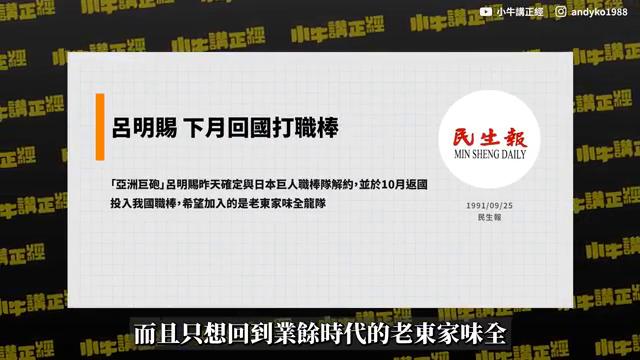 小牛講正經 andyko1988
呂明賜 下月回國打職棒
「亞洲巨砲」呂明賜昨天確定與日本巨人職棒隊解約，並於10月返國
投入我國職棒，希望加入的是老東家味全龍隊
民生報
MIN SHENG DAILY
1991/09/25
民生報
而且只想回到業餘時代的老東家味全